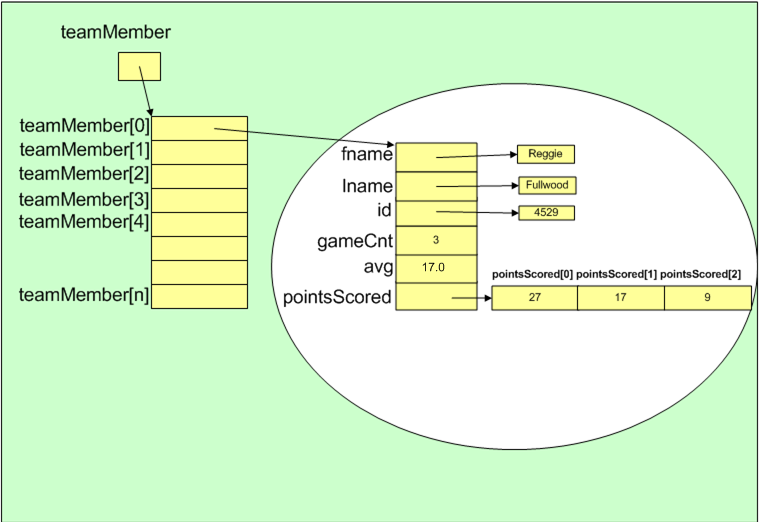 teamMember
teamMember[0]
teamMember[1]
teamMember[2]
teamMember[3]
teamMember[4]
teamMember[n]
fname
Reggie
lname
Fullwood
id
4529
gameCnt
3
avg
17.0
pointsScored[0] pointsScored[1] pointsScored[2]
pointsScored
27 17 9